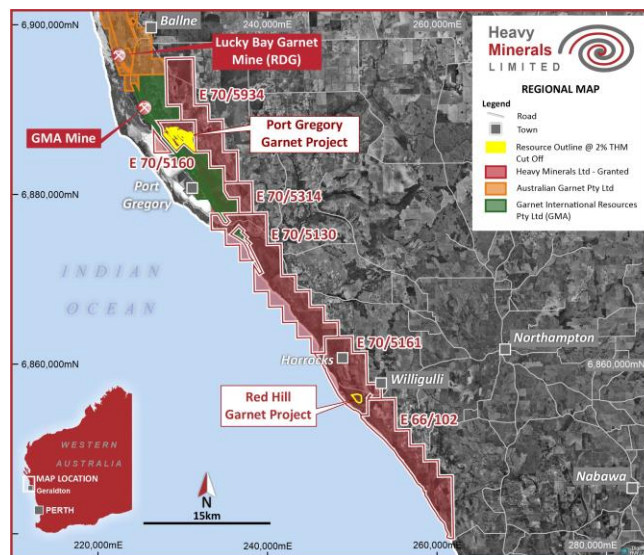 6,900,000mN
Ballne
240,000mE
260,000mE
Lucky Bay Garnet
Mine (RDG)
E 70/5934
GMA Mine
Port Gregory
Garnet Project
E 70/5160
6,880,000mN
Port
Gregory
E 70/5314
E 70/5130
INDIAN
OCEAN
E 70/5161
Northampton
6,860,000mN
6,860,000mN
Horrocks
Willigulli
Red Hill
Garnet Project
E 66/102
Nabawa
Heavy
Minerals
LIMITED
REGIONAL MAP
Legend
Road
Town
Resource Outline @ 2% THM
Cut Off
Heavy Minerals Ltd - Granted
Australian Garnet Pty Ltd
Garnet International Resources
Pty Ltd (GMA)
WESTERN
AUSTRALIA
MAP LOCATION
Geraldton
PERTH
N
15km
220,000mE
240,000mE
260,000mE
280,000mE